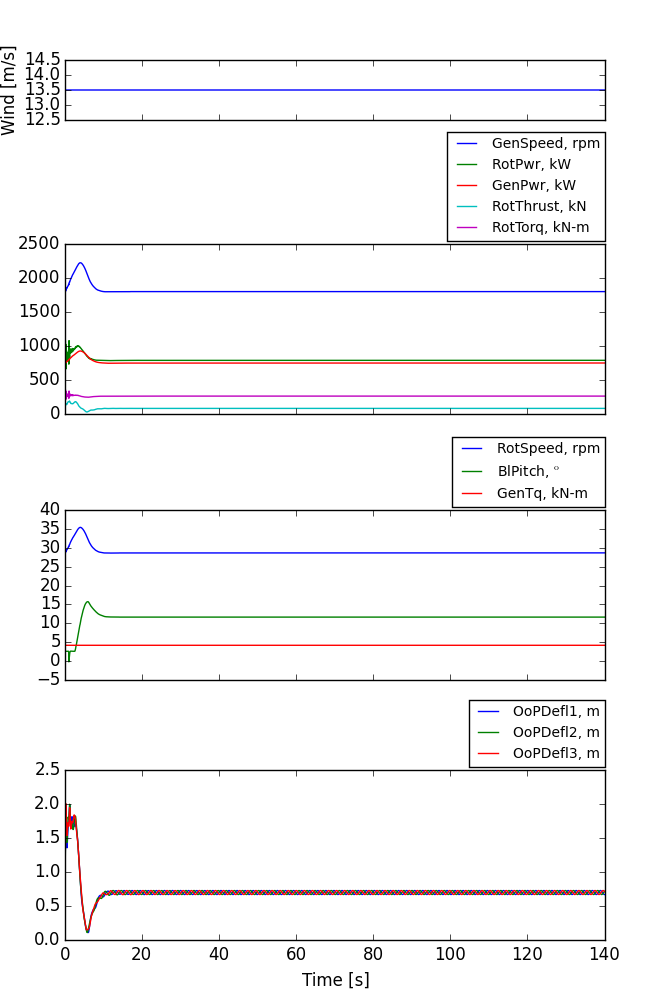 Wind [m/s]
14.5
14.0
13.5
13.0
12.5
GenSpeed, rpm
RotPwr, kW
GenPwr, kW
RotThrust, kN
RotTorq, kN-m
2500
2000
1500
1000
500
0
RotSpeed, rpm
BlPitch, °
GenTq, kN-m
40
35
30
25
20
15
10
5
0
−5
OoPDefl1, m
OoPDefl2, m
OoPDefl3, m
2.5
2.0
1.5
1.0
0.5
0.0
0 20 40 60 80 100 120 140
Time [s]